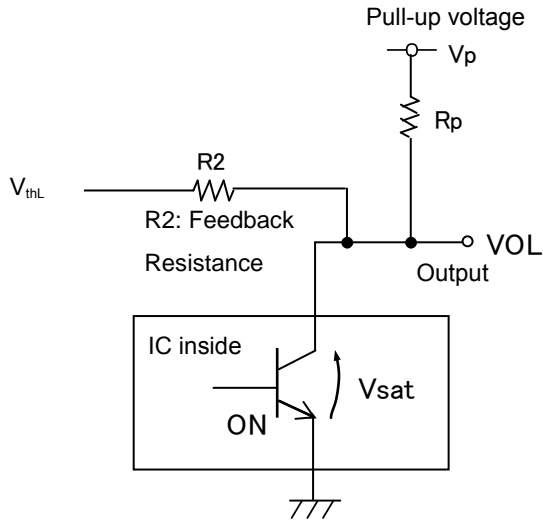 Pull-up voltage
Vp
Rp
R2
VthL
R2: Feedback
Resistance
VOL
Output
IC inside
Vsat
ON